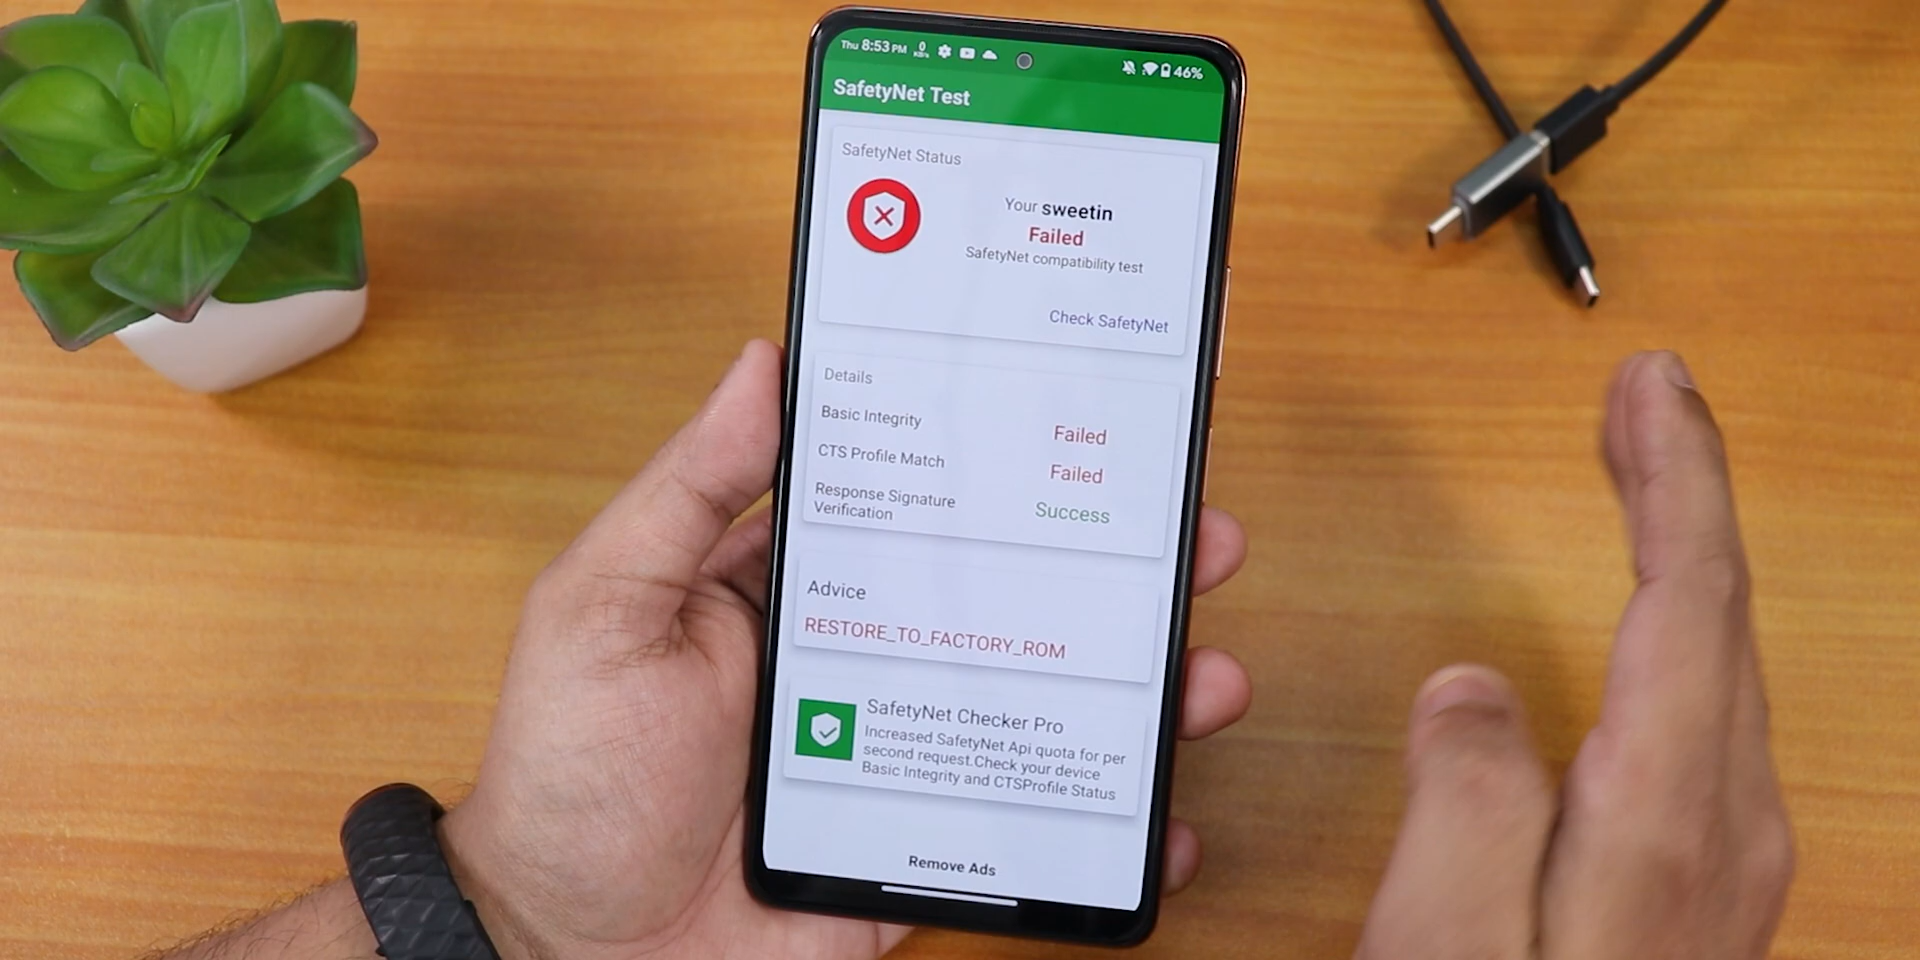 Thu 8:53 PM 0 KB/s 46%
SafetyNet Test
SafetyNet Status
Your sweetin
Failed
SafetyNet compatibility test
Check SafetyNet
Details
Basic Integrity Failed
CTS Profile Match Failed
Response Signature
Verification
Success
Advice
RESTORE_TO_FACTORY_ROM
SafetyNet Checker Pro
Increased SafetyNet Api quota for per
second request.Check your device
Basic Integrity and CTSProfile Status
Remove Ads